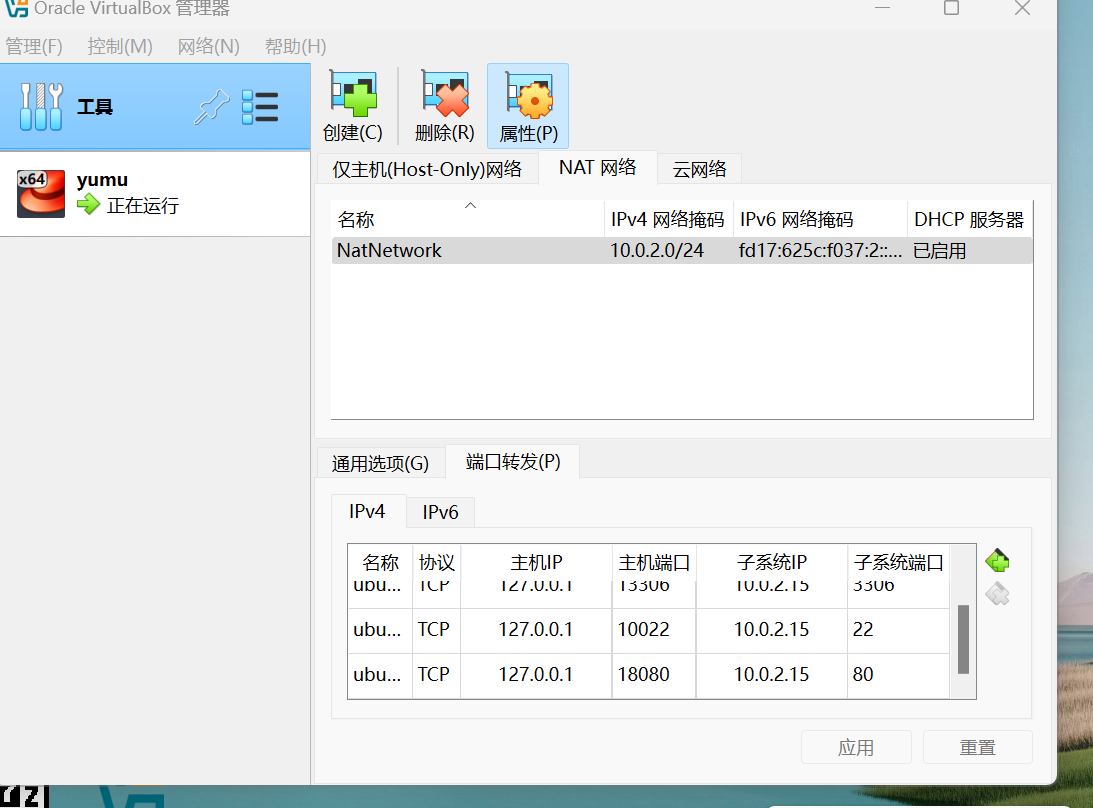 Oracle VirtualBox 管理器
管理(F) 控制(M) 网络(N) 帮助(H)
工具
x64
yumu
正在运行
创建(C) 删除(R) 属性(P)
仅主机(Host-Only)网络 NAT 网络 云网络
名称 IPv4 网络掩码 IPv6 网络掩码 DHCP 服务器
NatNetwork 10.0.2.0/24 fd17:625c:f037:2::... 已启用
通用选项(G) 端口转发(P)
IPv4 IPv6
名称 协议 主机IP 主机端口 子系统IP 子系统端口
ubu... TCP 127.0.0.1 13306 10.0.2.15 3306
ubu... TCP 127.0.0.1 10022 10.0.2.15 22
ubu... TCP 127.0.0.1 18080 10.0.2.15 80
应用 重置